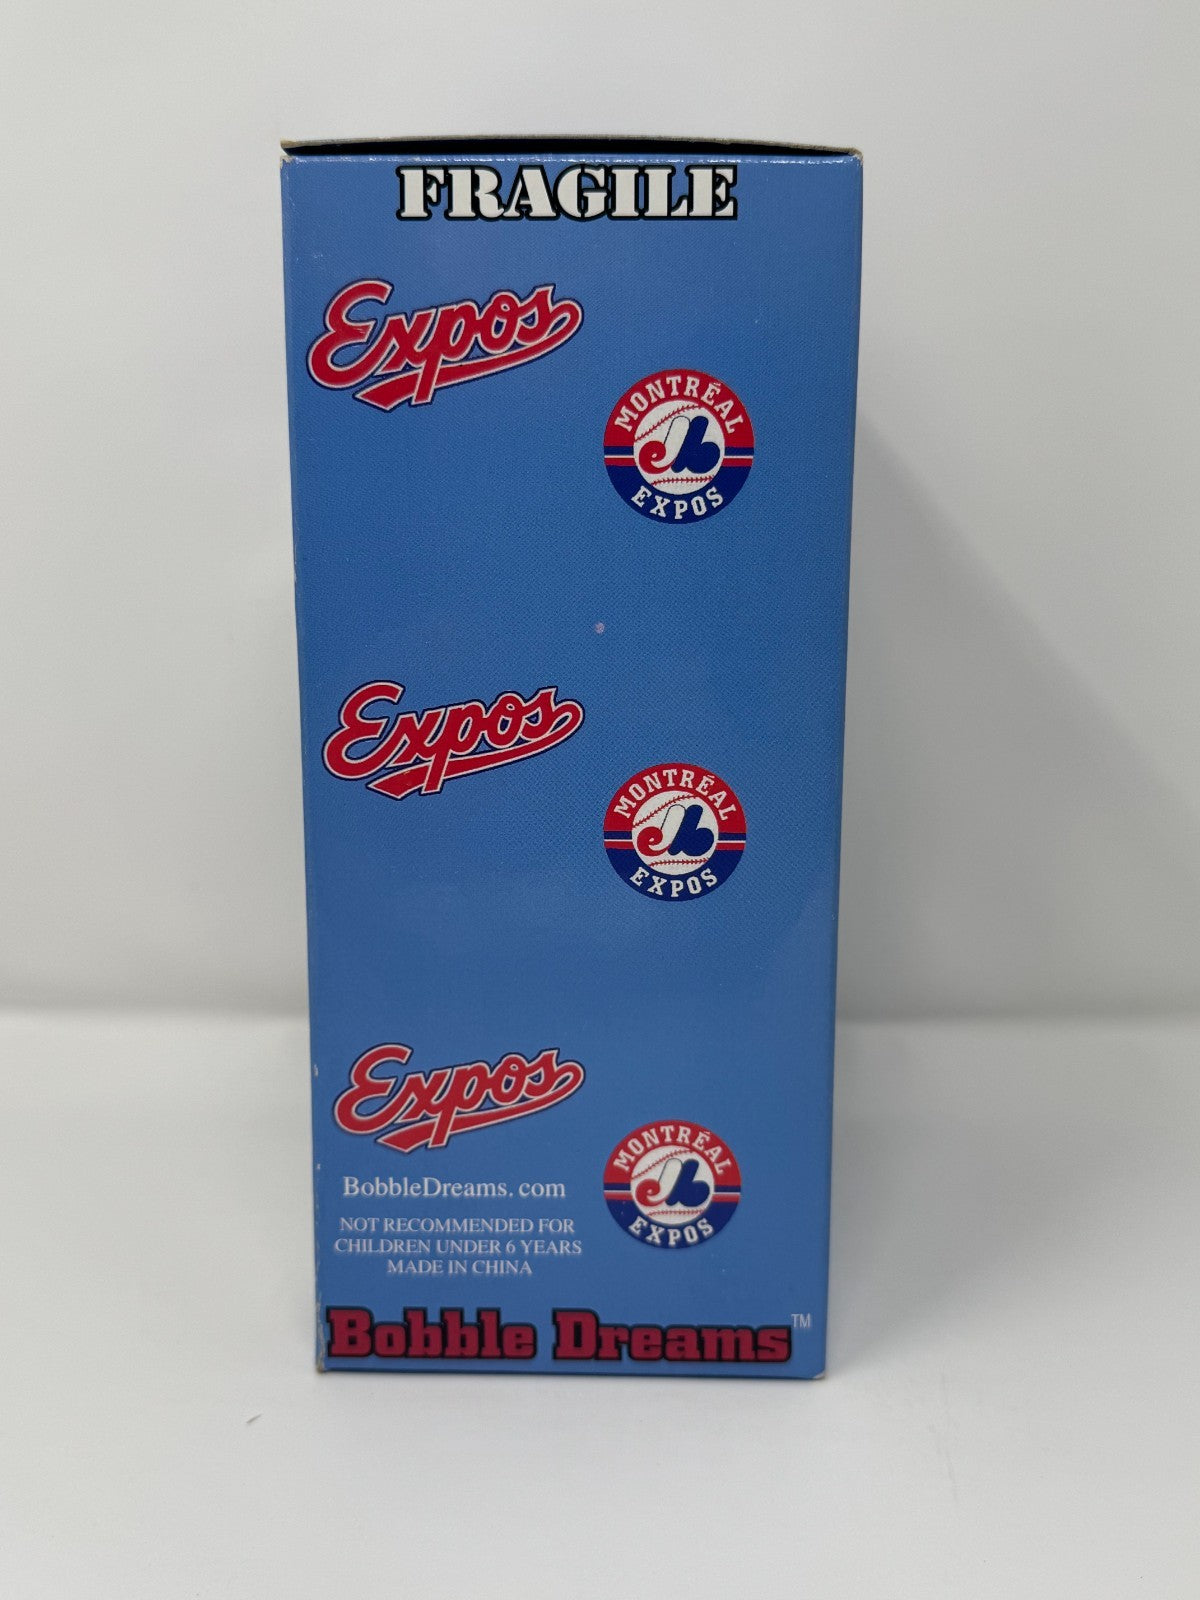 FRAGILE
Expos
MONTRÉAL
EXPOS
Expos
MONTRÉAL
EXPOS
Expos
MONTRÉAL
EXPOS
BobbleDreams.com
NOT RECOMMENDED FOR
CHILDREN UNDER 6 YEARS
MADE IN CHINA
Bobble Dreams™